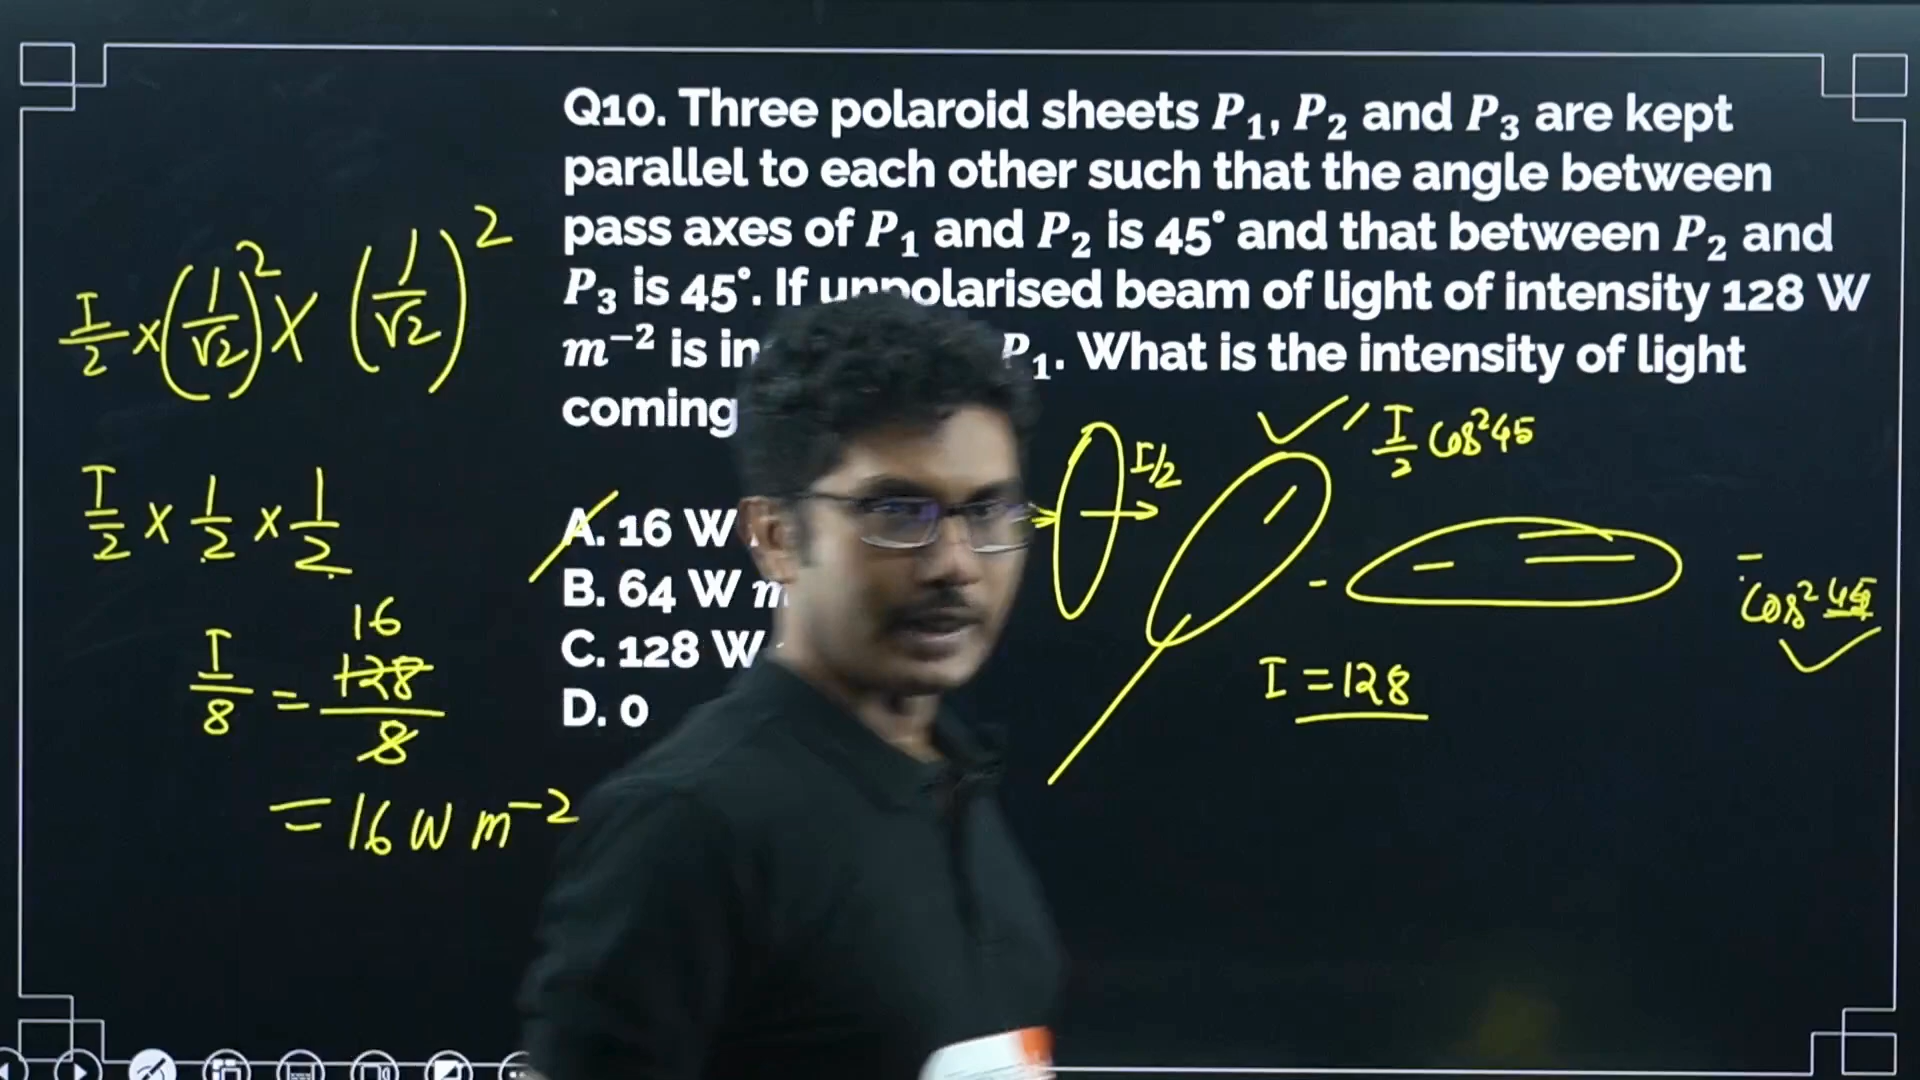 Q10. Three polaroid sheets P₁, P₂ and P₃ are kept
parallel to each other such that the angle between
pass axes of P₁ and P₂ is 45° and that between P₂ and
P₃ is 45°. If unpolarised beam of light of intensity 128 W
m⁻² is in P₁. What is the intensity of light
coming
A. 16 W
B. 64 W m
C. 128 W
D. 0
I/2 × (1/√2)² × (1/√2)²
I/2 × 1/2 × 1/2
16
I/8 = 128/8
= 16 W m⁻²
I/2
I/2 cos²45
cos² 45
I = 128